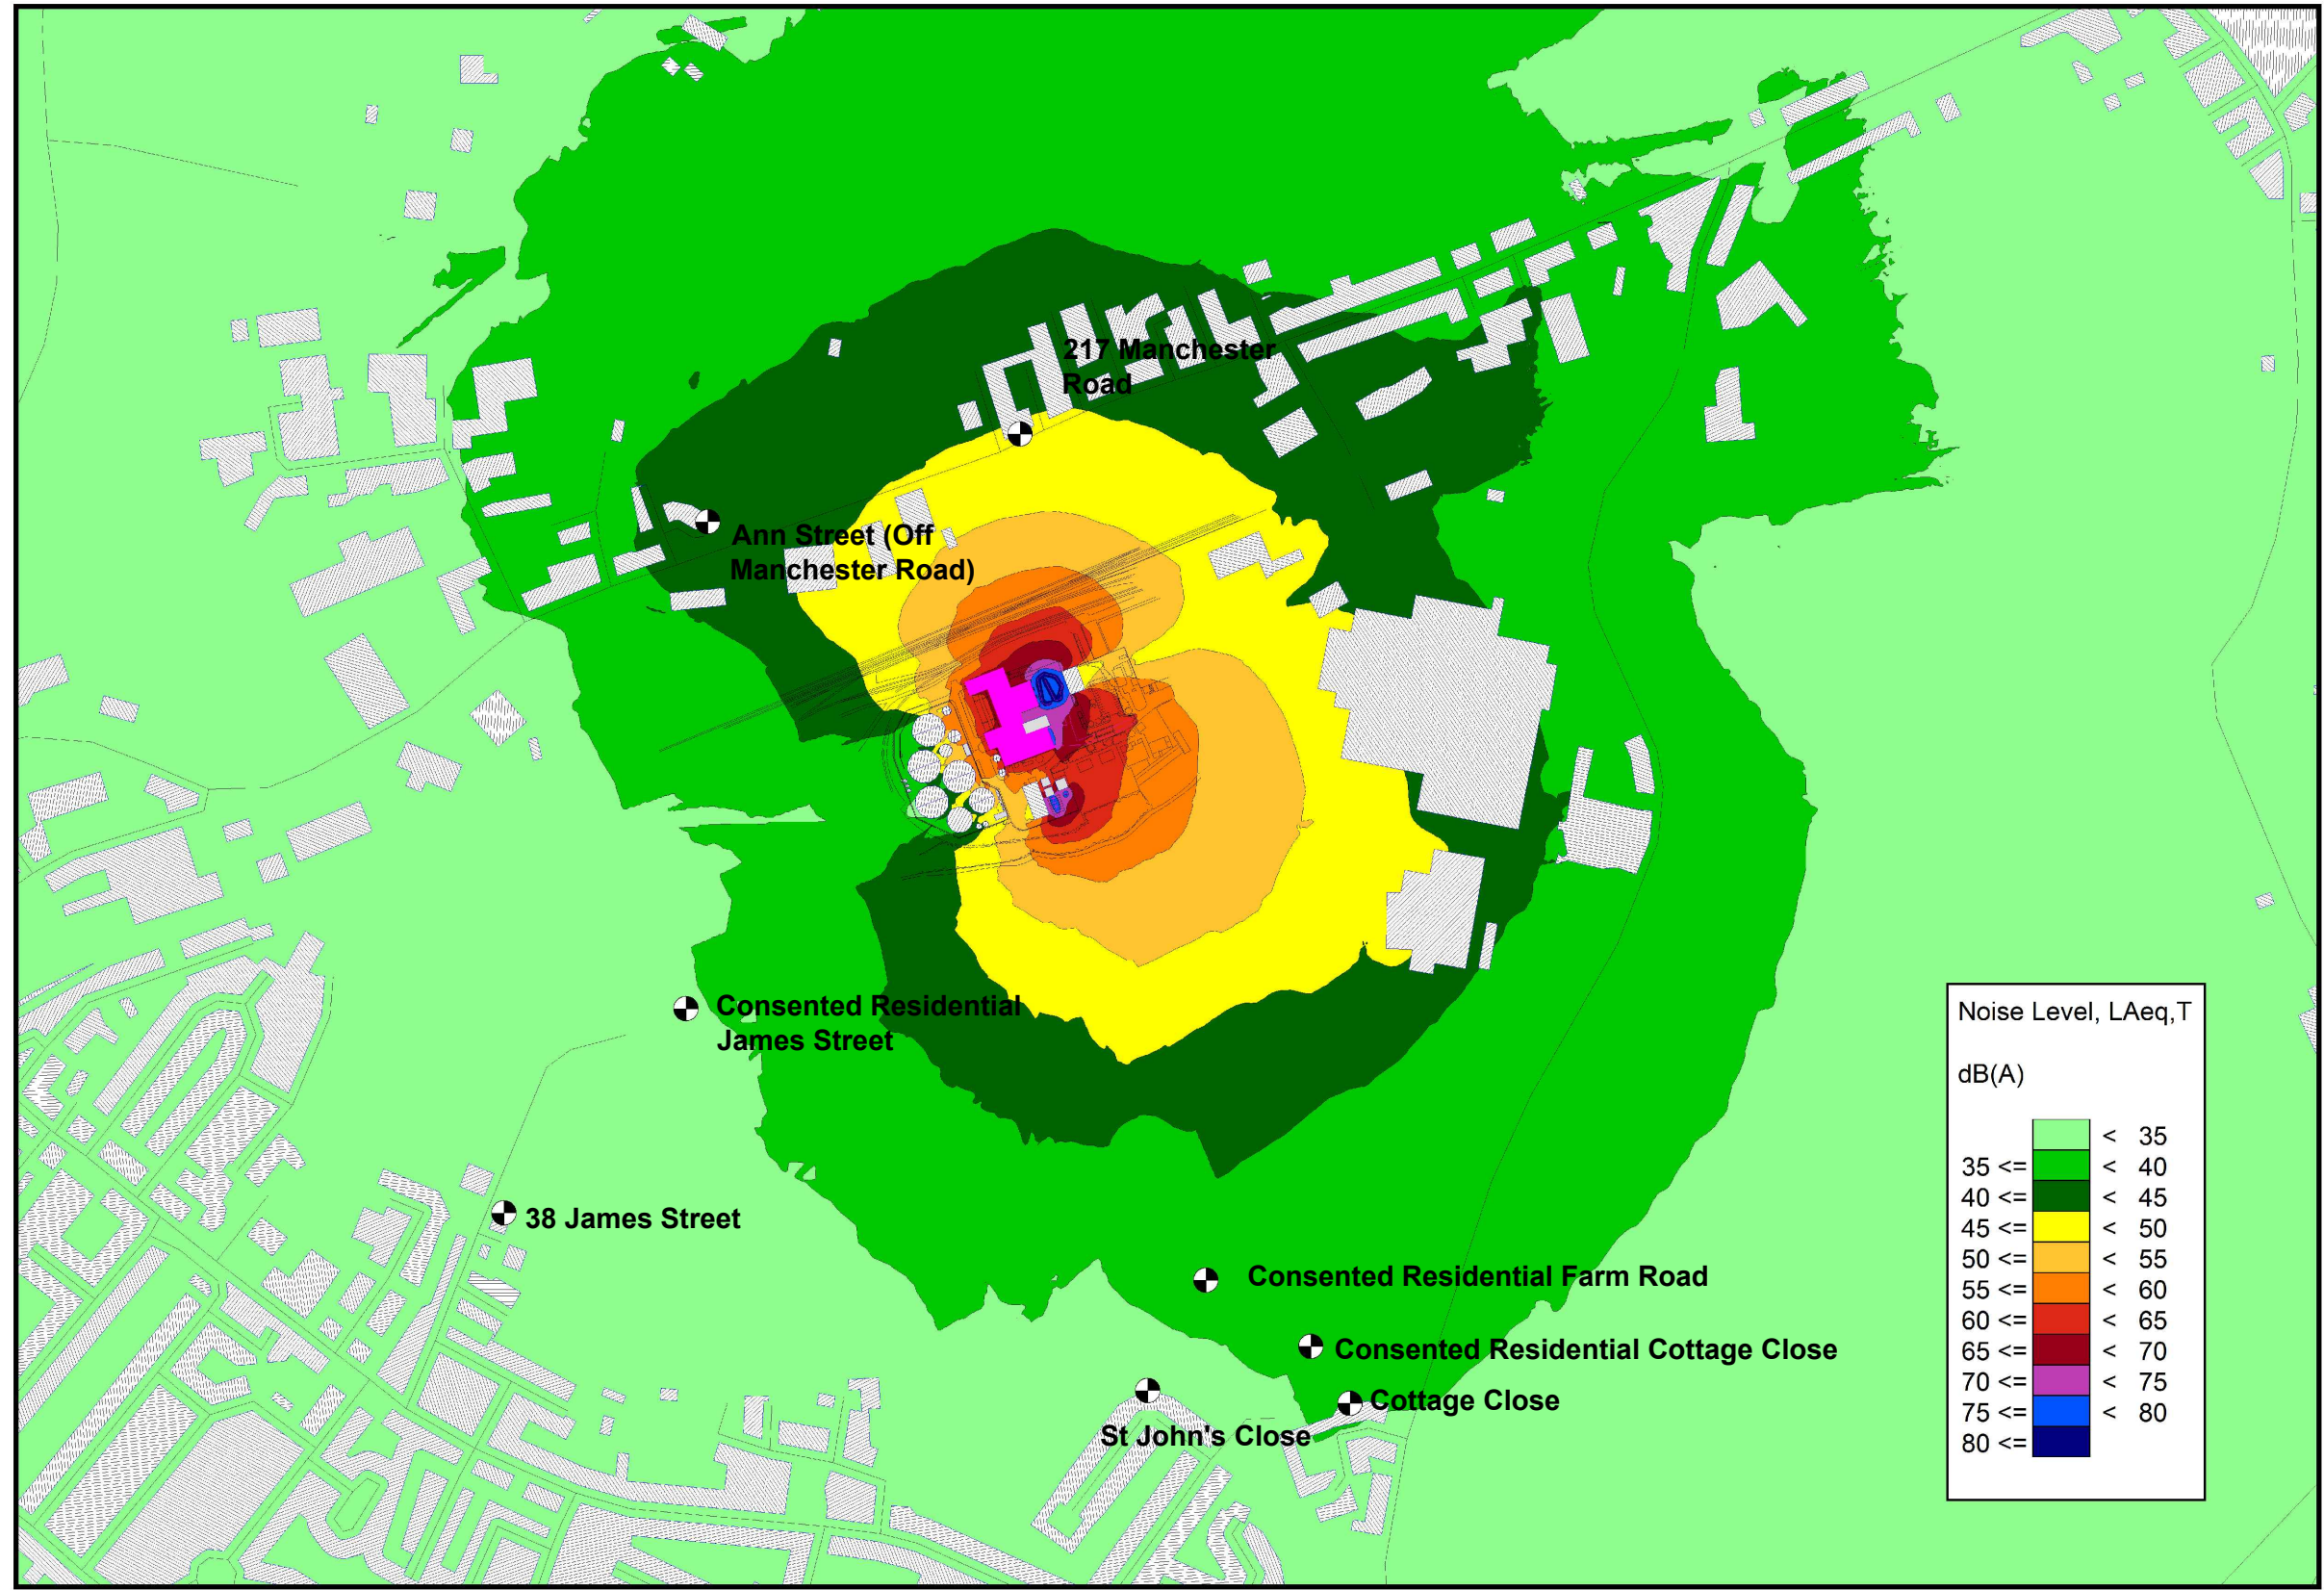 217 Manchester
Road
Ann Street (Off
Manchester Road)
Consented Residential
James Street
38 James Street
Consented Residential Farm Road
Consented Residential Cottage Close
Cottage Close
St John's Close
Noise Level, LAeq,T
dB(A)
< 35
35 <= < 40
40 <= < 45
45 <= < 50
50 <= < 55
55 <= < 60
60 <= < 65
65 <= < 70
70 <= < 75
75 <= < 80
80 <=